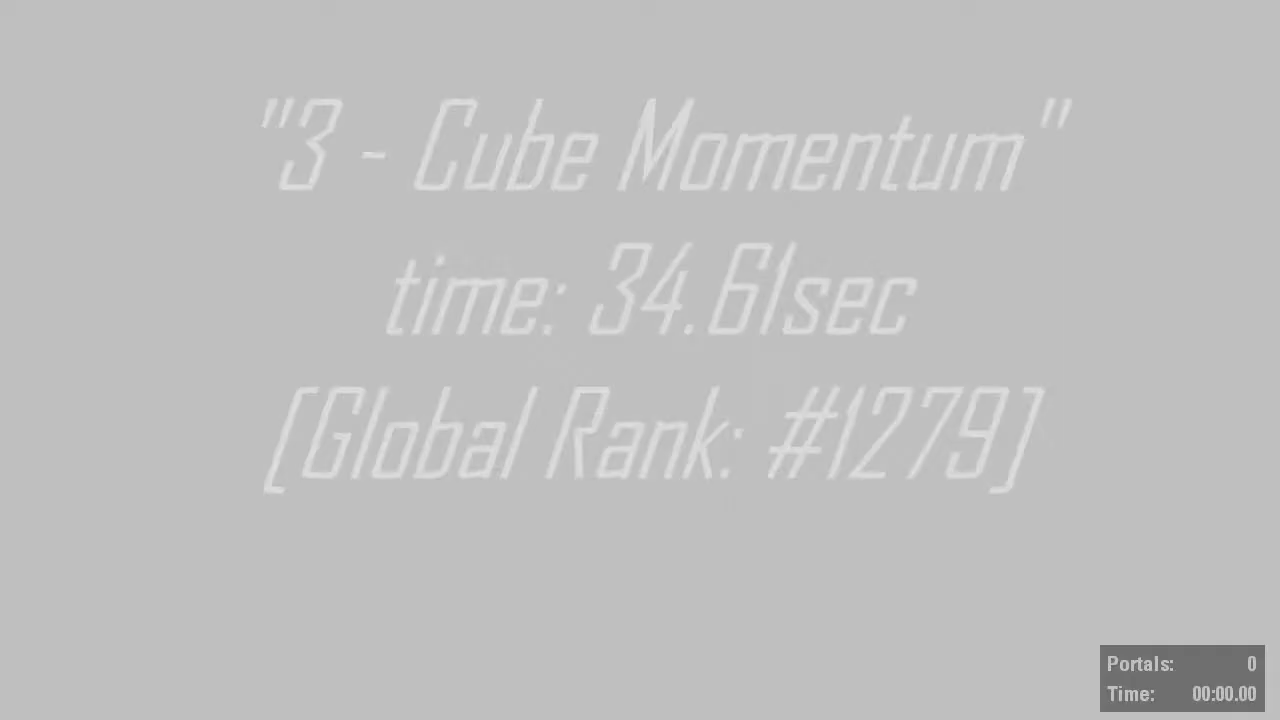 "3 - Cube Momentum"
time: 34.61sec
[Global Rank: #1279]
Portals: 0
Time: 00:00.00